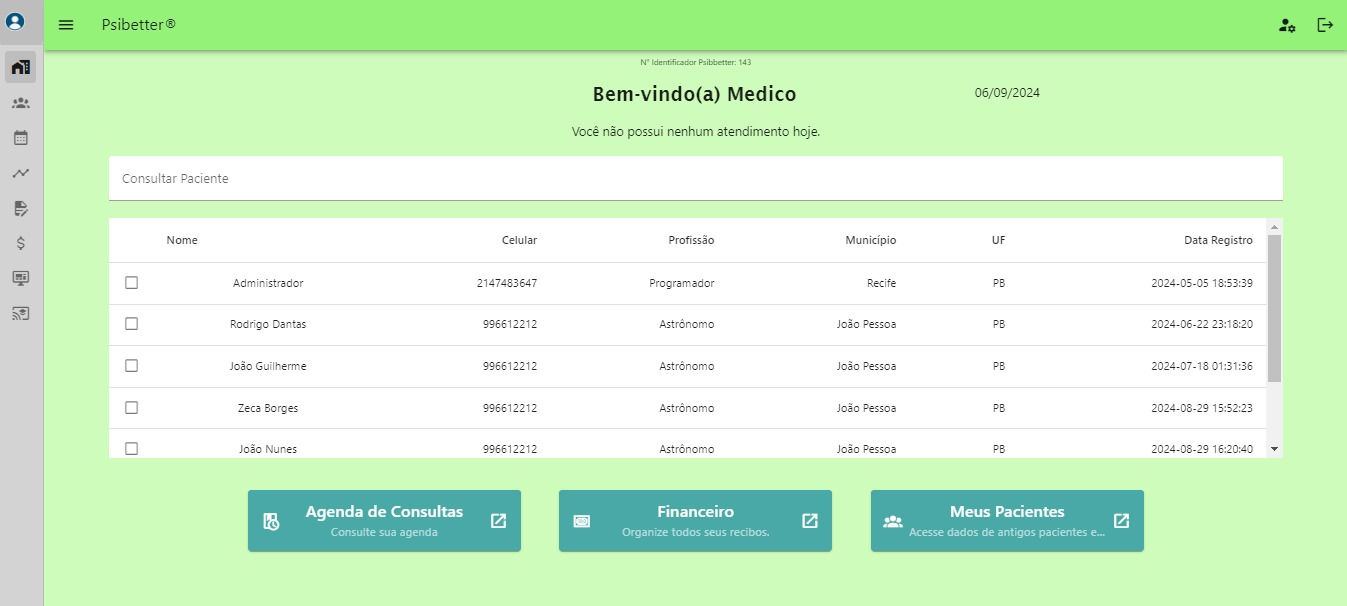 Psibetter®
N° Identificador Psibbetter: 143
Bem-vindo(a) Medico
06/09/2024
Você não possui nenhum atendimento hoje.
Consultar Paciente
Nome Celular Profissão Município UF Data Registro
Administrador 2147483647 Programador Recife PB 2024-05-05 18:53:39
Rodrigo Dantas 996612212 Astrônomo João Pessoa PB 2024-06-22 23:18:20
João Guilherme 996612212 Astrônomo João Pessoa PB 2024-07-18 01:31:36
Zeca Borges 996612212 Astrônomo João Pessoa PB 2024-08-29 15:52:23
João Nunes 996612212 Astrônomo João Pessoa PB 2024-08-29 16:20:40
Agenda de Consultas
Consulte sua agenda
Financeiro
Organize todos seus recibos.
Meus Pacientes
Acesse dados de antigos pacientes e...